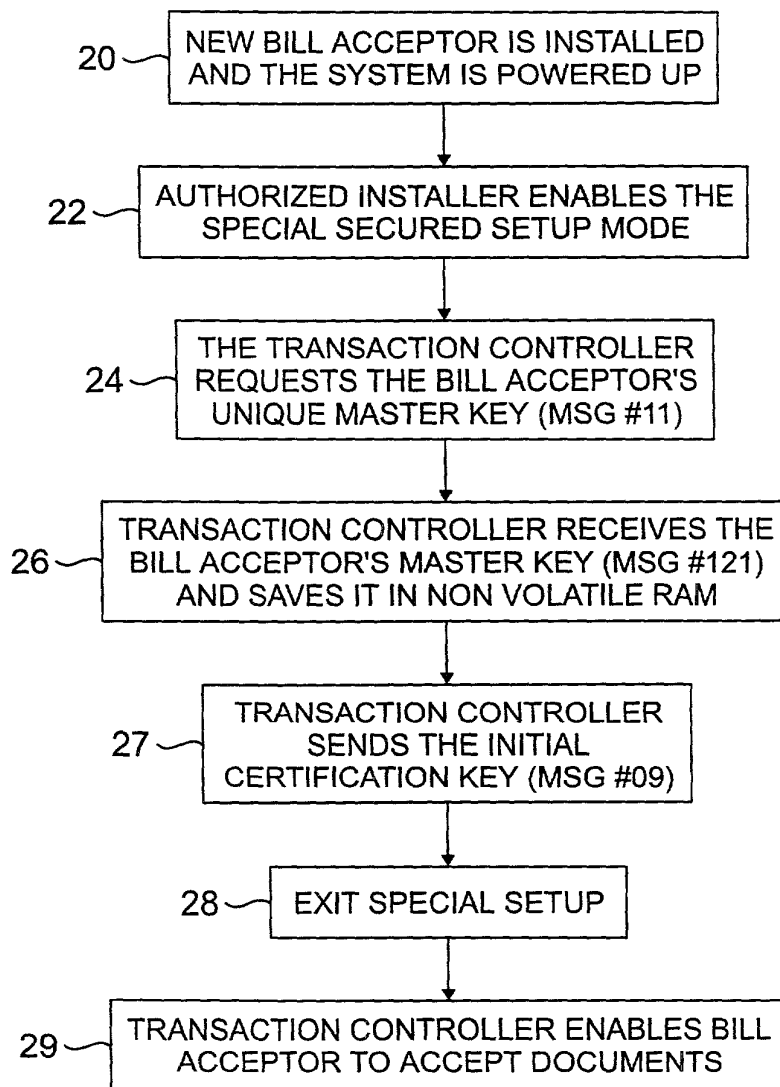 20
NEW BILL ACCEPTOR IS INSTALLED
AND THE SYSTEM IS POWERED UP
22
AUTHORIZED INSTALLER ENABLES THE
SPECIAL SECURED SETUP MODE
24
THE TRANSACTION CONTROLLER
REQUESTS THE BILL ACCEPTOR'S
UNIQUE MASTER KEY (MSG #11)
26
TRANSACTION CONTROLLER RECEIVES THE
BILL ACCEPTOR'S MASTER KEY (MSG #121)
AND SAVES IT IN NON VOLATILE RAM
27
TRANSACTION CONTROLLER
SENDS THE INITIAL
CERTIFICATION KEY (MSG #09)
28
EXIT SPECIAL SETUP
29
TRANSACTION CONTROLLER ENABLES BILL
ACCEPTOR TO ACCEPT DOCUMENTS